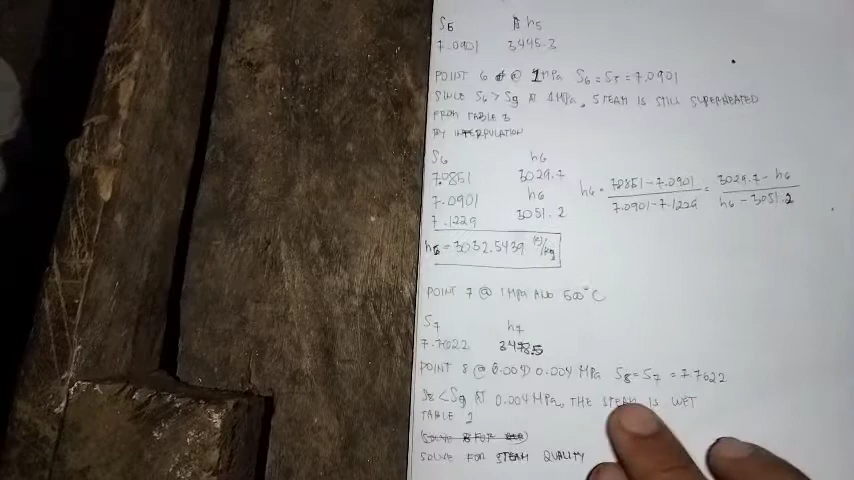 S5 h5
7.0901 3445.3
POINT 6 @ 1MPa S6 = S5 = 7.0901
SINCE S6 > Sg AT 1MPa, STEAM IS STILL SUPERHEATED
FROM TABLE 3
BY INTERPOLATION
S6 h6
7.0851 3029.7
7.0901 h6
7.1229 3051.2
h6 = 7.0851 - 7.0901 / 7.0901 - 7.1229 = 3029.7 - h6 / h6 - 3051.2
h6 = 3032.5439 KJ/kg
POINT 7 @ 1MPa AND 500°C
S7 h7
7.7622 3478.5
POINT 8 @ 0.004 MPa S8 = S7 = 7.7622
S8 < Sg AT 0.004 MPa, THE STEAM IS WET
TABLE 2
SOLVE FOR STEAM QUALITY